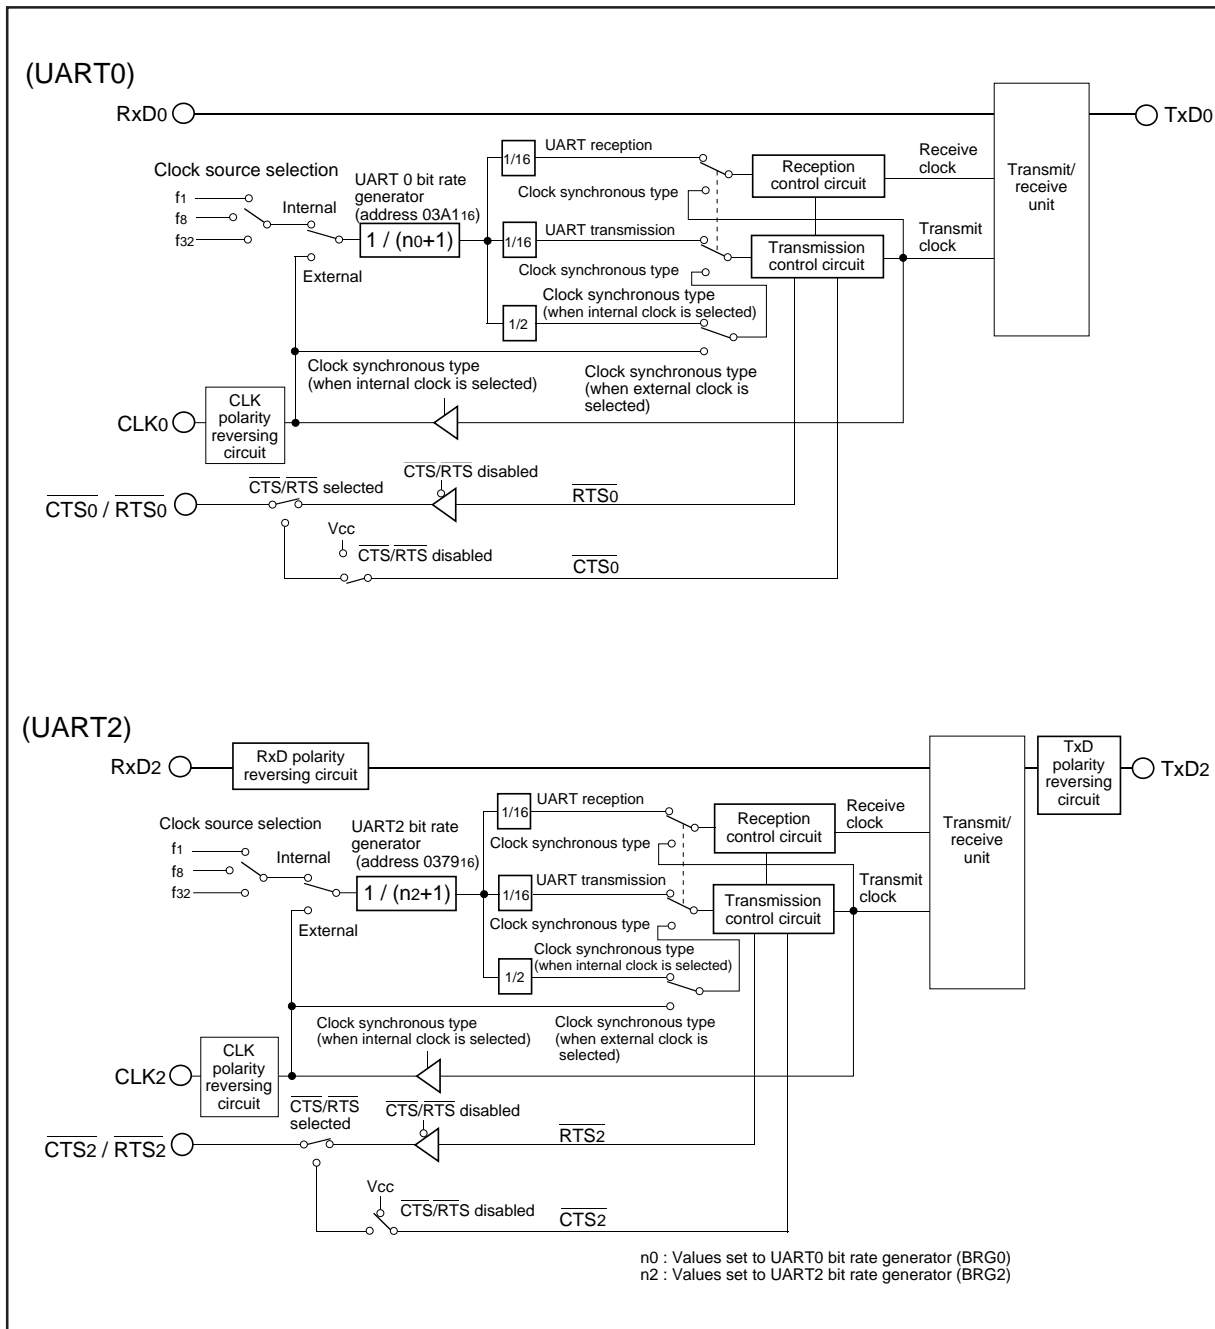 (UART0)
RxD0
TxD0
Clock source selection
f1
f8
f32
Internal
External
UART 0 bit rate
generator
(address 03A116)
1 / (n0+1)
1/16
UART reception
Clock synchronous type
1/16
UART transmission
Clock synchronous type
Clock synchronous type
(when internal clock is selected)
1/2
Reception
control circuit
Receive
clock
Transmission
control circuit
Transmit
clock
Transmit/
receive
unit
Clock synchronous type
(when internal clock is selected)
Clock synchronous type
(when external clock is
selected)
CLK0
CLK
polarity
reversing
circuit
CTS/RTS disabled
CTS/RTS selected
CTS0 / RTS0
RTS0
Vcc
CTS/RTS disabled
CTS0
(UART2)
RxD2
RxD polarity
reversing circuit
TxD
polarity
reversing
circuit
TxD2
Clock source selection
f1
f8
f32
Internal
External
UART2 bit rate
generator
(address 037916)
1 / (n2+1)
1/16
UART reception
Clock synchronous type
1/16
UART transmission
Clock synchronous type
Clock synchronous type
(when internal clock is selected)
1/2
Reception
control circuit
Receive
clock
Transmission
control circuit
Transmit
clock
Transmit/
receive
unit
Clock synchronous type
(when internal clock is selected)
Clock synchronous type
(when external clock is
selected)
CLK2
CLK
polarity
reversing
circuit
CTS/RTS
selected
CTS/RTS disabled
CTS2 / RTS2
RTS2
Vcc
CTS/RTS disabled
CTS2
n0 : Values set to UART0 bit rate generator (BRG0)
n2 : Values set to UART2 bit rate generator (BRG2)